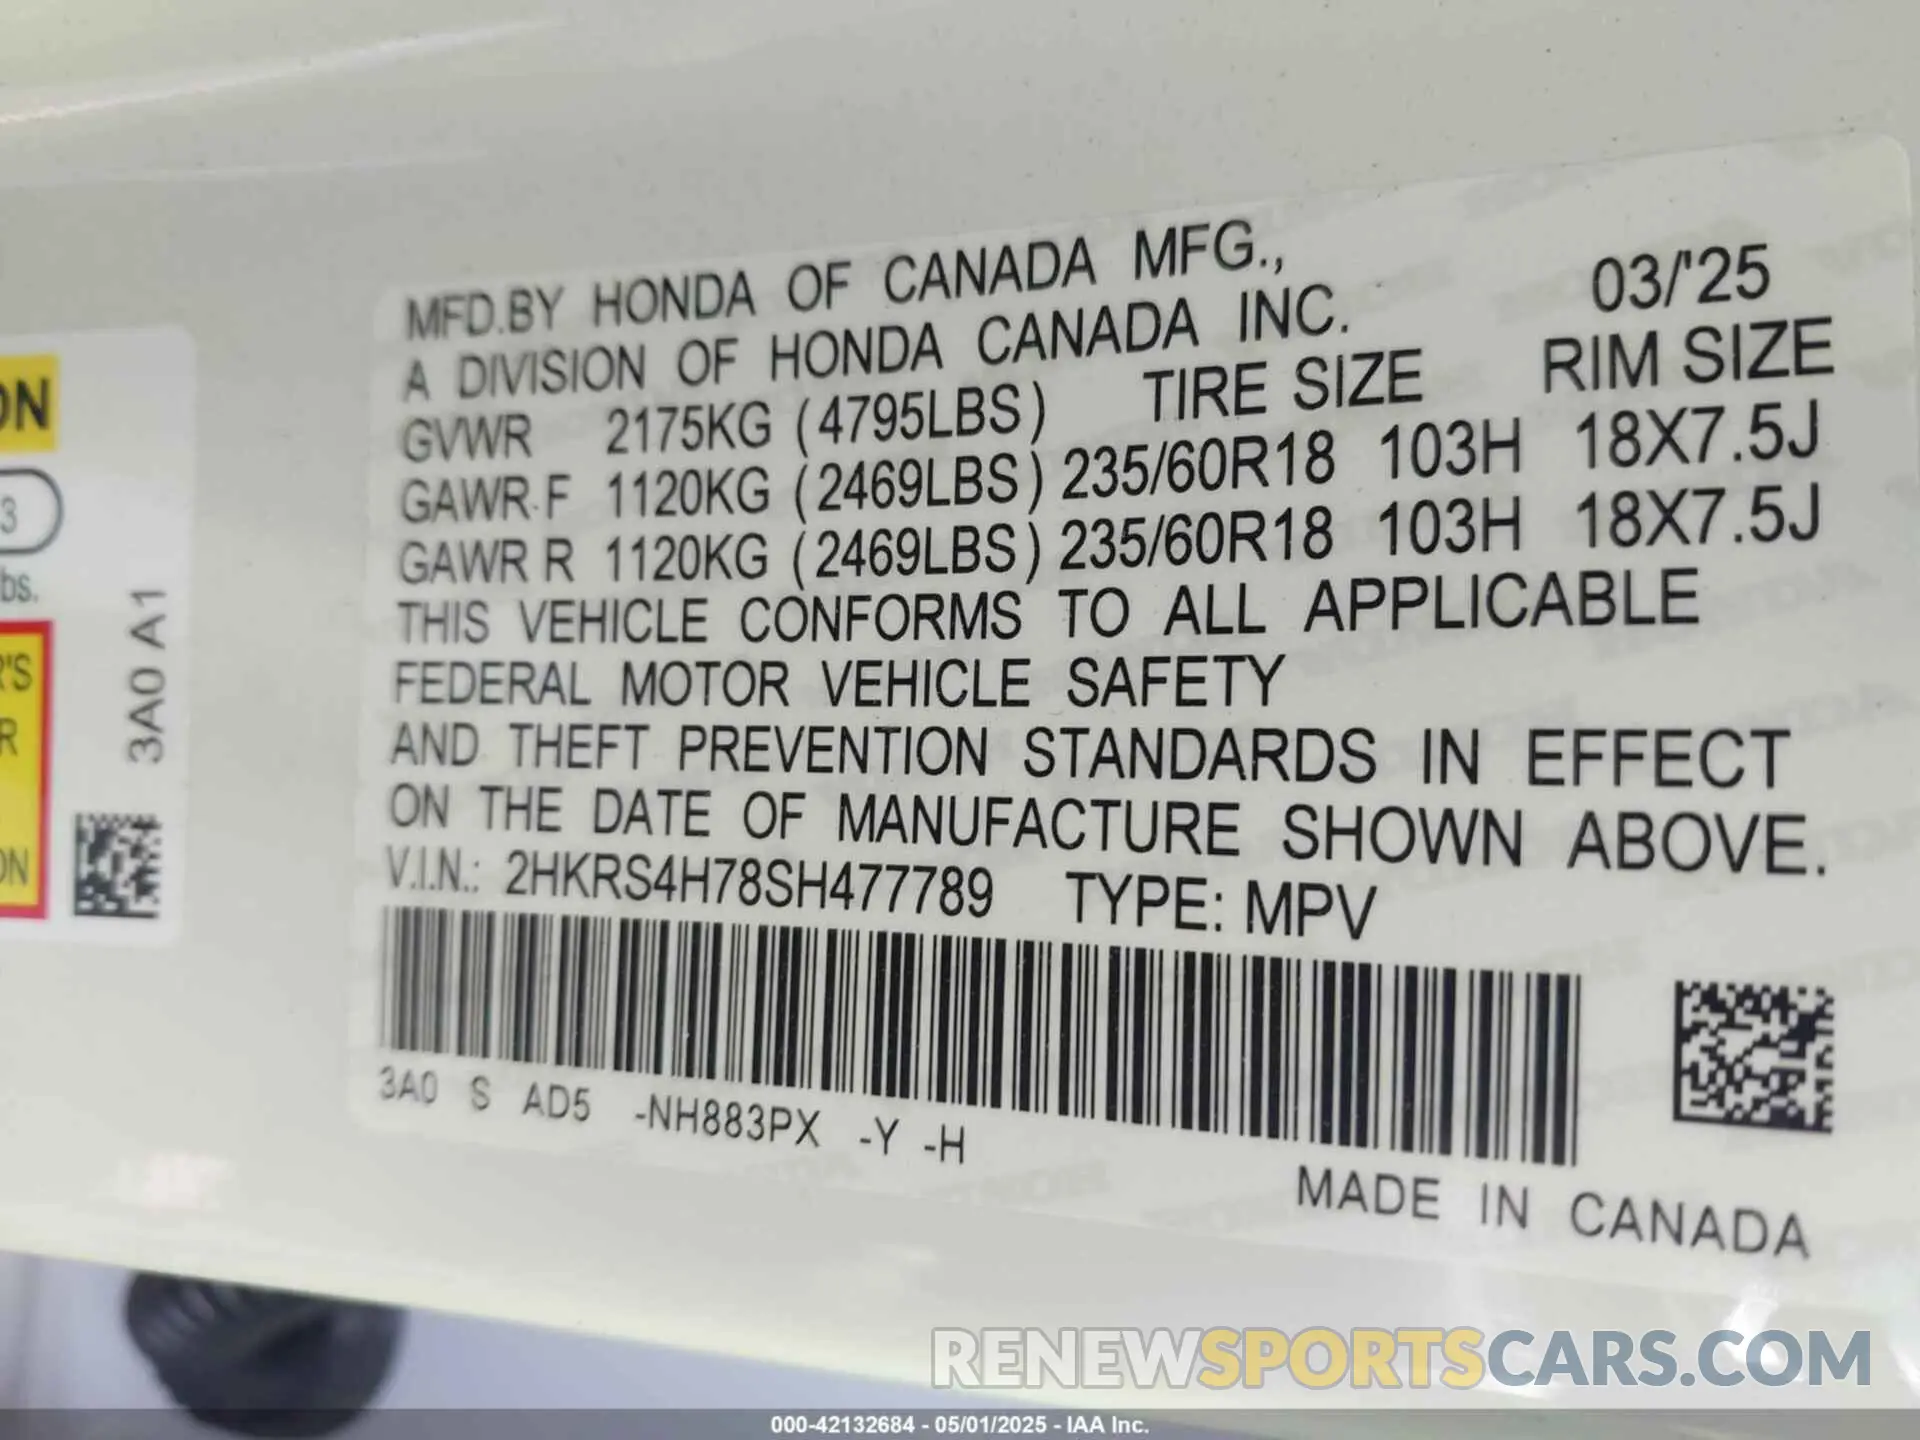 MFD.BY HONDA OF CANADA MFG., 03/'25
A DIVISION OF HONDA CANADA INC.
GVWR 2175KG (4795LBS) TIRE SIZE RIM SIZE
GAWR F 1120KG (2469LBS) 235/60R18 103H 18X7.5J
GAWR R 1120KG (2469LBS) 235/60R18 103H 18X7.5J
THIS VEHICLE CONFORMS TO ALL APPLICABLE
FEDERAL MOTOR VEHICLE SAFETY
AND THEFT PREVENTION STANDARDS IN EFFECT
ON THE DATE OF MANUFACTURE SHOWN ABOVE.
V.I.N.: 2HKRS4H78SH477789 TYPE: MPV
3A0 S AD5 -NH883PX -Y -H
MADE IN CANADA
ON
3
bs.
R'S
R
ON
3A0 A1
RENEWSPORTSCARS.COM
000-42132684 - 05/01/2025 - IAA Inc.